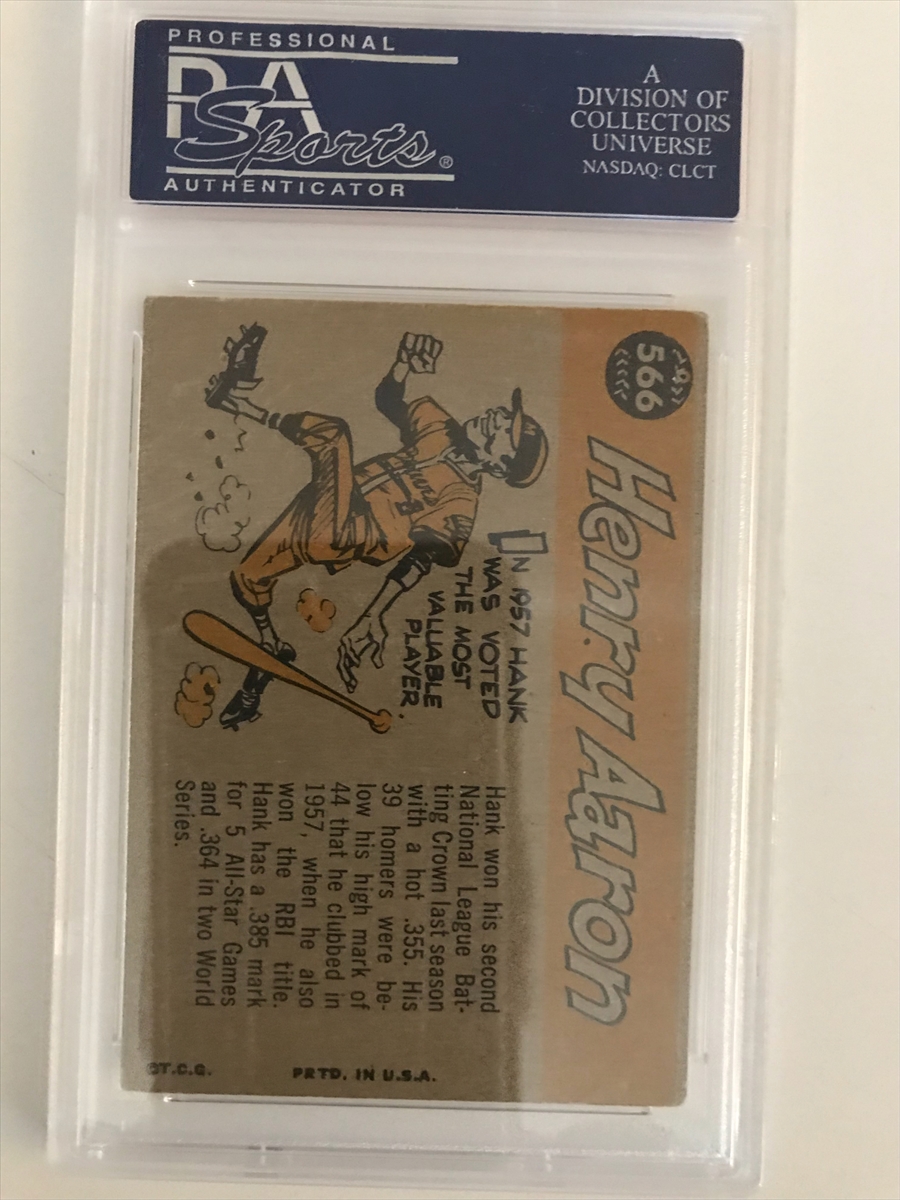 PROFESSIONAL
PSA
Sports®
AUTHENTICATOR
A
DIVISION OF
COLLECTORS
UNIVERSE
NASDAQ: CLCT
566
Henry Aaron
IN 1957 HANK
WAS VOTED
THE MOST
VALUABLE
PLAYER.
Hank won his second
National League Bat-
ting Crown last season
with a hot .355. His
39 homers were be-
low his high mark of
44 that he clubbed in
1957, when he also
won the RBI title.
Hank has a .385 mark
for 5 All-Star Games
and .364 in two World
Series.
©T.C.G.
PRTD. IN U.S.A.